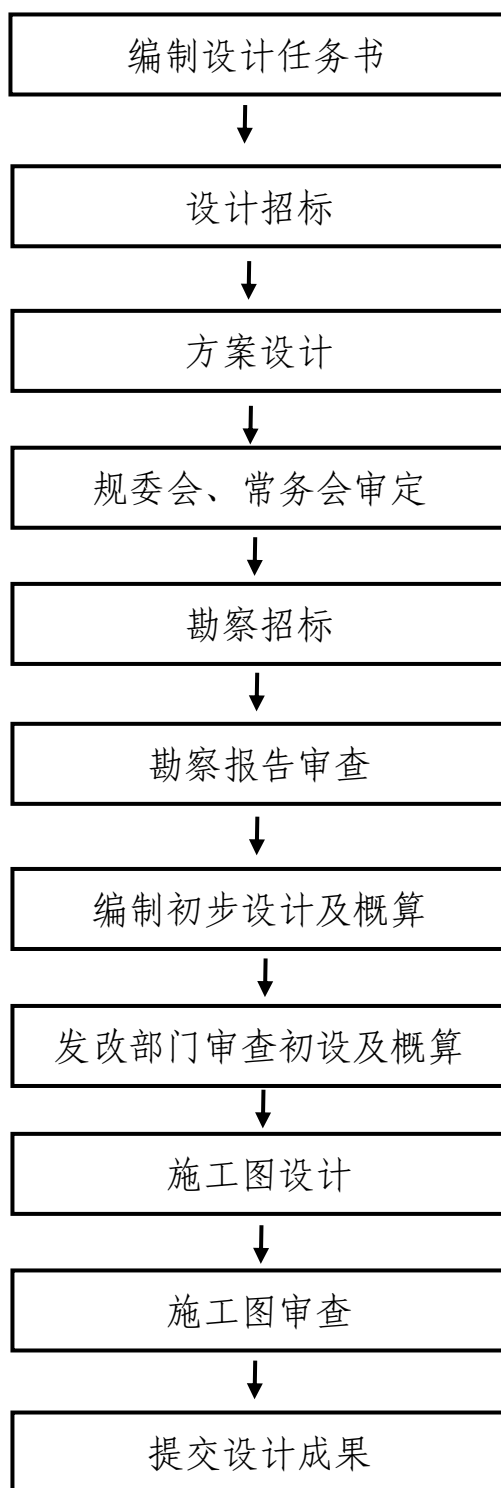 编制设计任务书
设计招标
方案设计
规委会、常务会审定
勘察招标
勘察报告审查
编制初步设计及概算
发改部门审查初设及概算
施工图设计
施工图审查
提交设计成果